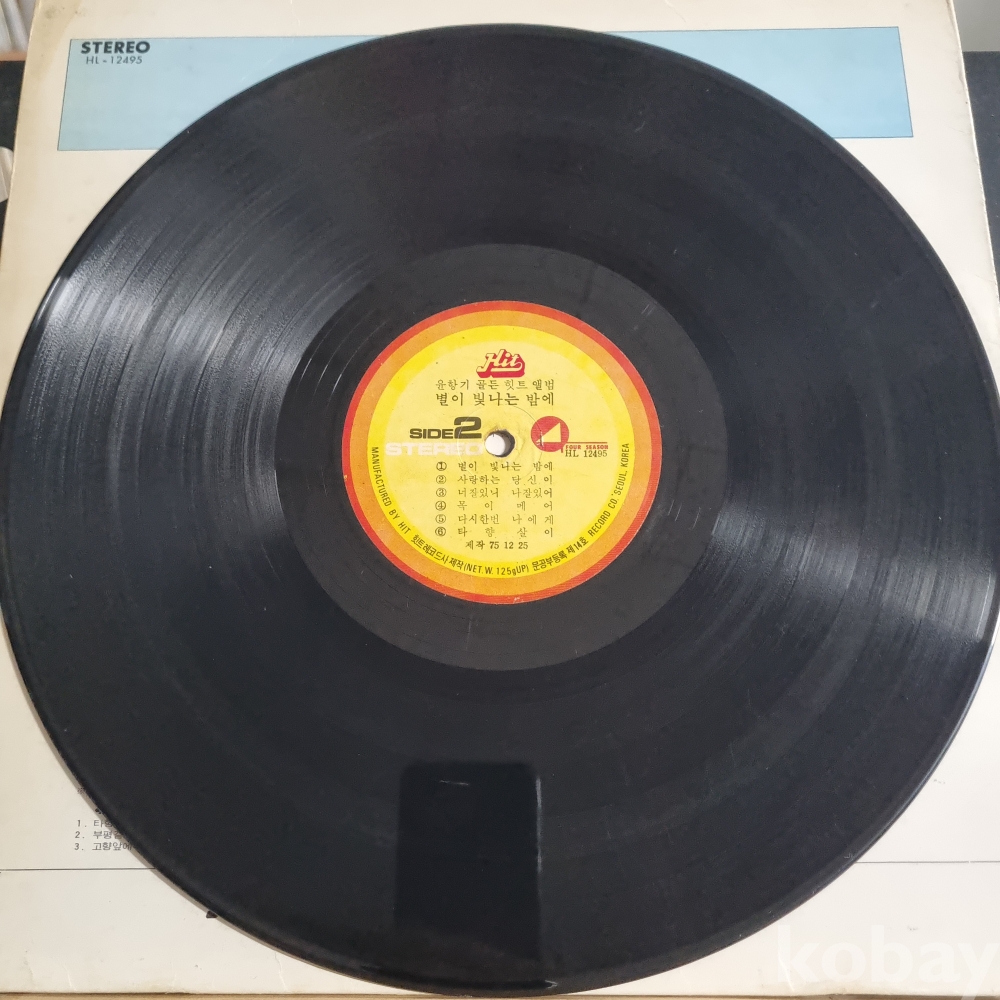 STEREO
HL-12495
Hit
윤항기 골든 힛트 앨범
별이 빛나는 밤에
SIDE 2
STEREO
FOUR SEASON
HL 12495
① 별이 빛나는 밤에
② 사랑하는 당신이
③ 너잘있니 나잘있어
④ 목이메어
⑤ 다시한번 나에게
⑥ 타향살이
제작 75 12 25
MANUFACTURED BY HIT 힛트레코드사 제작 (NET.W. 125gUP) 문공부등록 제14호 RECORD CO. SEOUL, KOREA
1. 타향
2. 부평
3. 고향앞에
kobay